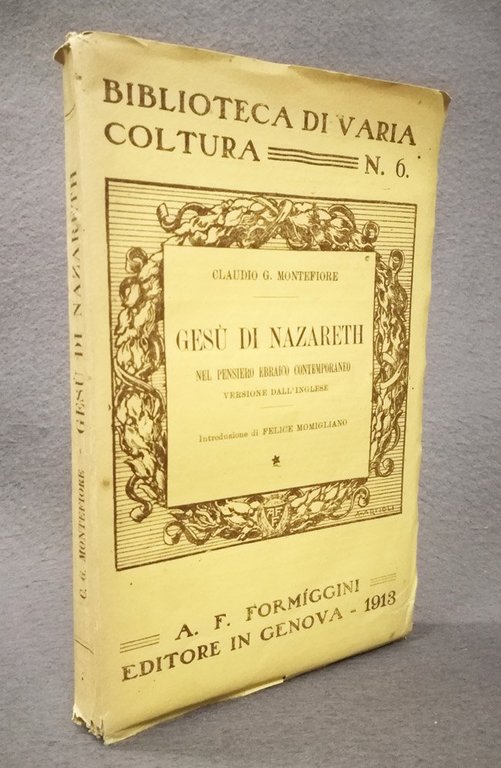 BIBLIOTECA DI VARIA
COLTURA N. 6.
CLAUDIO G. MONTEFIORE
GESÙ DI NAZARETH
NEL PENSIERO EBRAICO CONTEMPORANEO
VERSIONE DALL'INGLESE
Introduzione di FELICE MOMIGLIANO
A. F. FORMÍGGINI
EDITORE IN GENOVA - 1913
C. G. MONTEFIORE - GESÙ DI NAZARETH